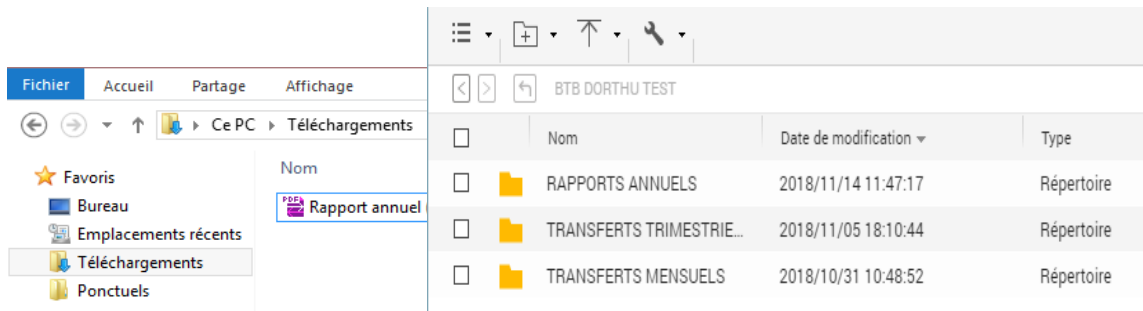 Fichier Accueil Partage Affichage
Ce PC Téléchargements
Favoris
Bureau
Emplacements récents
Téléchargements
Ponctuels
Nom
PDF Rapport annuel
BTB DORTHU TEST
Nom Date de modification Type
RAPPORTS ANNUELS 2018/11/14 11:47:17 Répertoire
TRANSFERTS TRIMESTRIE... 2018/11/05 18:10:44 Répertoire
TRANSFERTS MENSUELS 2018/10/31 10:48:52 Répertoire